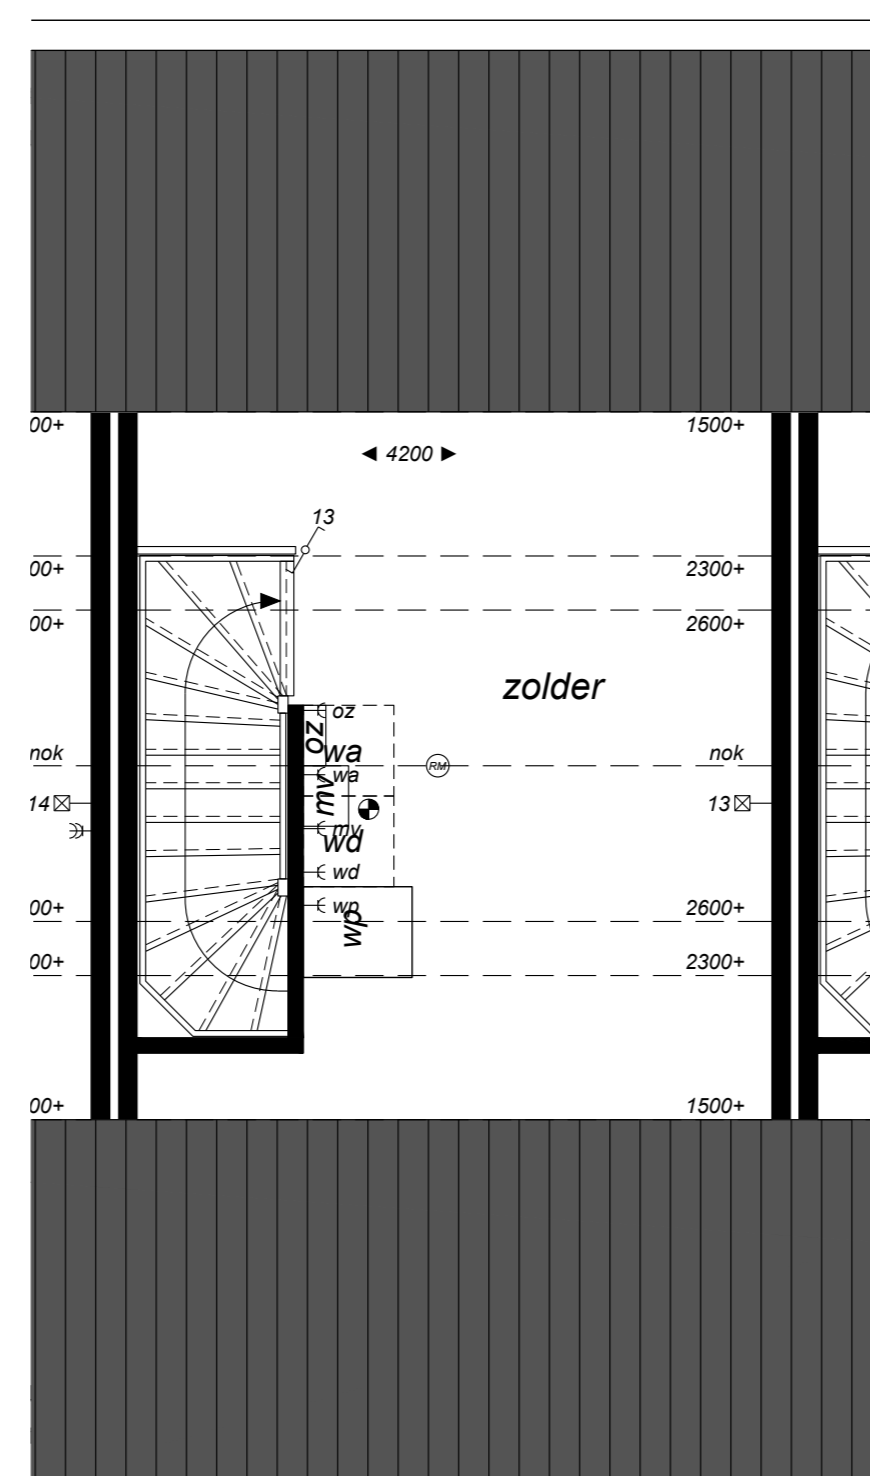 00+ 1500+
◄ 4200 ►
13
00+ 2300+
00+ 2600+
zolder
oz
oz
wa
nok nok
RM
wa
mv
14 13
mv
wd
wd
wp
wp
00+ 2600+
00+ 2300+
00+ 1500+